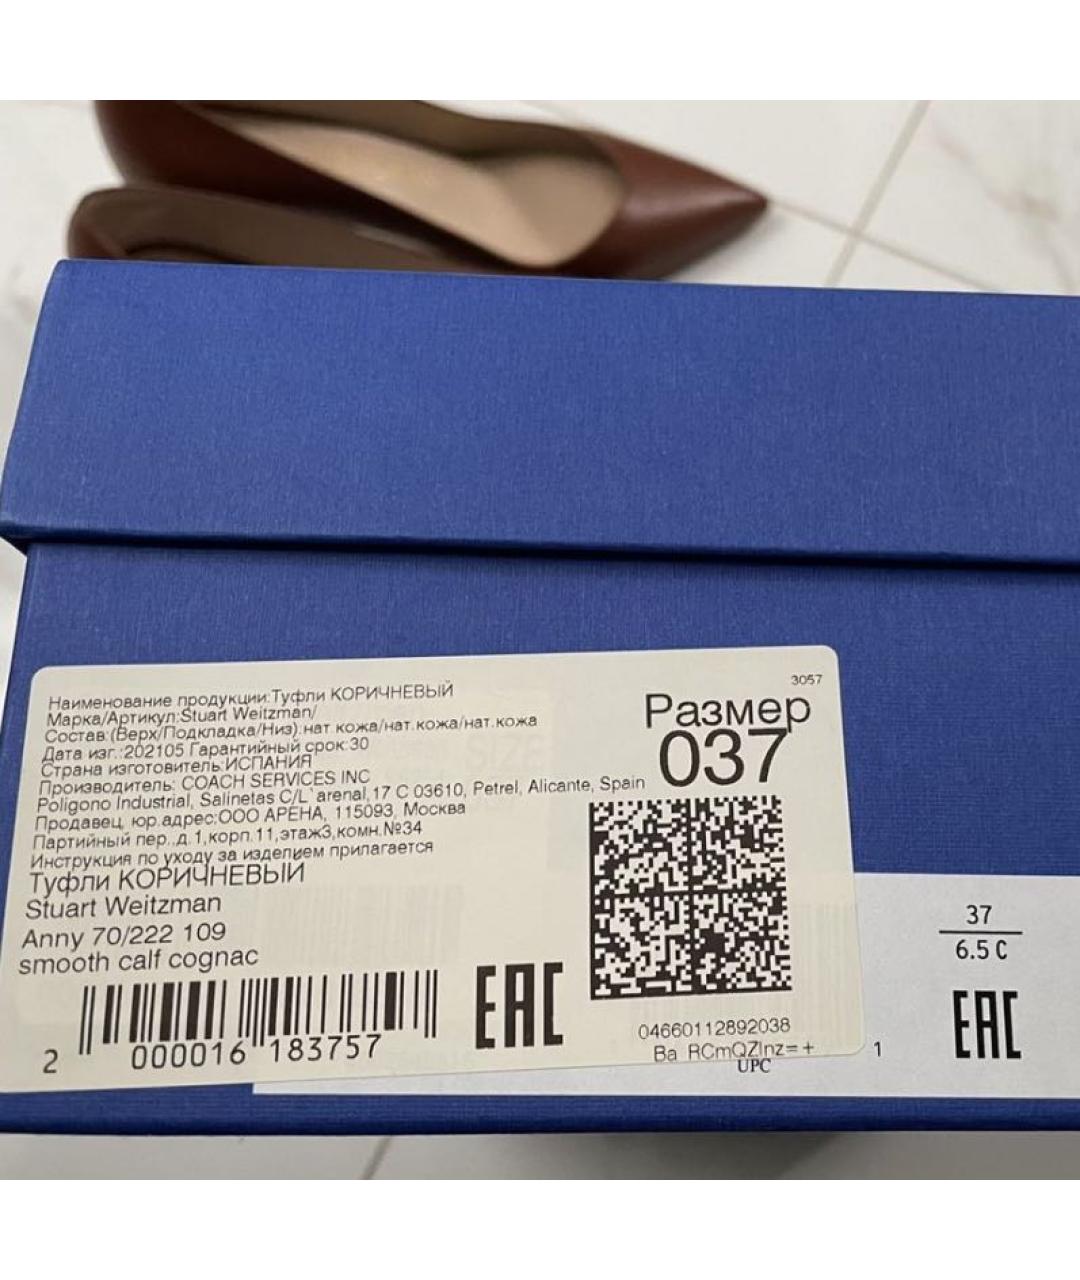 3057
Наименование продукции:Туфли КОРИЧНЕВЫЙ
Марка/Артикул:Stuart Weitzman/
Состав:(Верх/Подкладка/Низ):нат.кожа/нат.кожа/нат.кожа
Дата изг.:202105 Гарантийный срок:30
Страна изготовитель:ИСПАНИЯ
Производитель: COACH SERVICES INC
Poligono Industrial, Salinetas C/L`arenal,17 C 03610, Petrel, Alicante, Spain
Продавец, юр.адрес:ООО АРЕНА, 115093, Москва
Партийный пер.,д.1,корп.11,этаж3,комн.№34
Инструкция по уходу за изделием прилагается
Туфли КОРИЧНЕВЫЙ
Stuart Weitzman
Anny 70/222 109
smooth calf cognac
2 000016 183757
EAC
Размер
037
04660112892038
Ba RCmQZInz=+
UPC
1
37
6.5 C
EAC